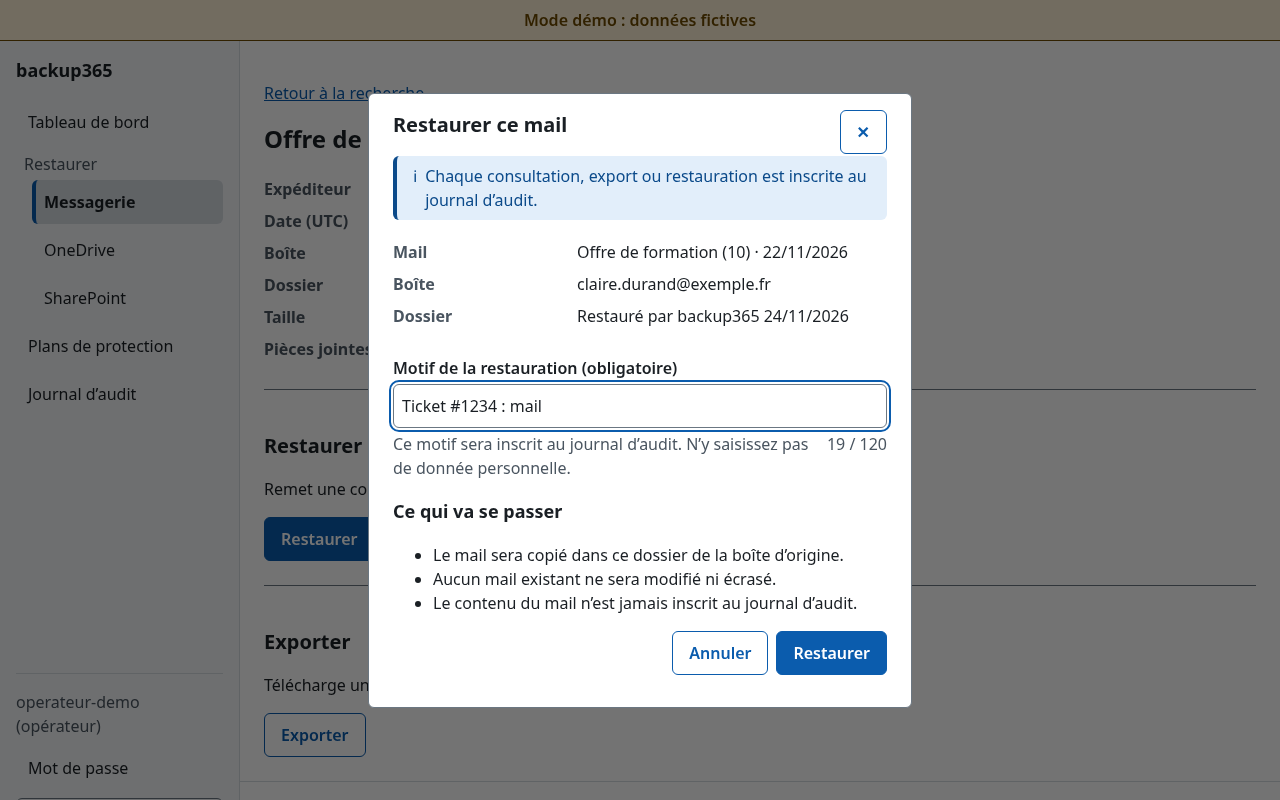 Mode démo : données fictives
backup365
Tableau de bord
Restaurer
Messagerie
OneDrive
SharePoint
Plans de protection
Journal d’audit
operateur-demo
(opérateur)
Mot de passe
Retour à la recherche
Offre de
Expéditeur
Date (UTC)
Boîte
Dossier
Taille
Pièces jointes
Restaurer
Remet une co
Restaurer
Exporter
Télécharge un
Exporter
Restaurer ce mail
×
i Chaque consultation, export ou restauration est inscrite au
journal d’audit.
Mail Offre de formation (10) · 22/11/2026
Boîte claire.durand@exemple.fr
Dossier Restauré par backup365 24/11/2026
Motif de la restauration (obligatoire)
Ticket #1234 : mail
Ce motif sera inscrit au journal d’audit. N’y saisissez pas 19 / 120
de donnée personnelle.
Ce qui va se passer
• Le mail sera copié dans ce dossier de la boîte d’origine.
• Aucun mail existant ne sera modifié ni écrasé.
• Le contenu du mail n’est jamais inscrit au journal d’audit.
Annuler Restaurer